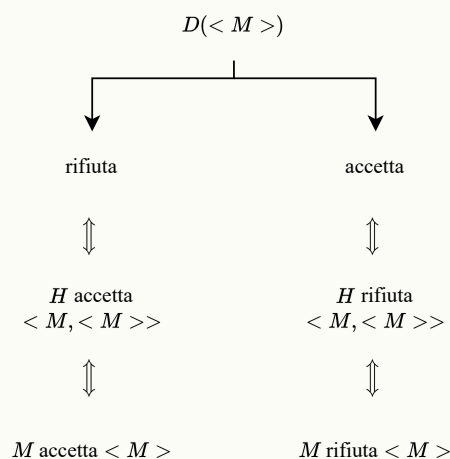 D(< M >)
rifiuta
accetta
⇕
⇕
H accetta
< M, < M >>
H rifiuta
< M, < M >>
⇕
⇕
M accetta < M >
M rifiuta < M >